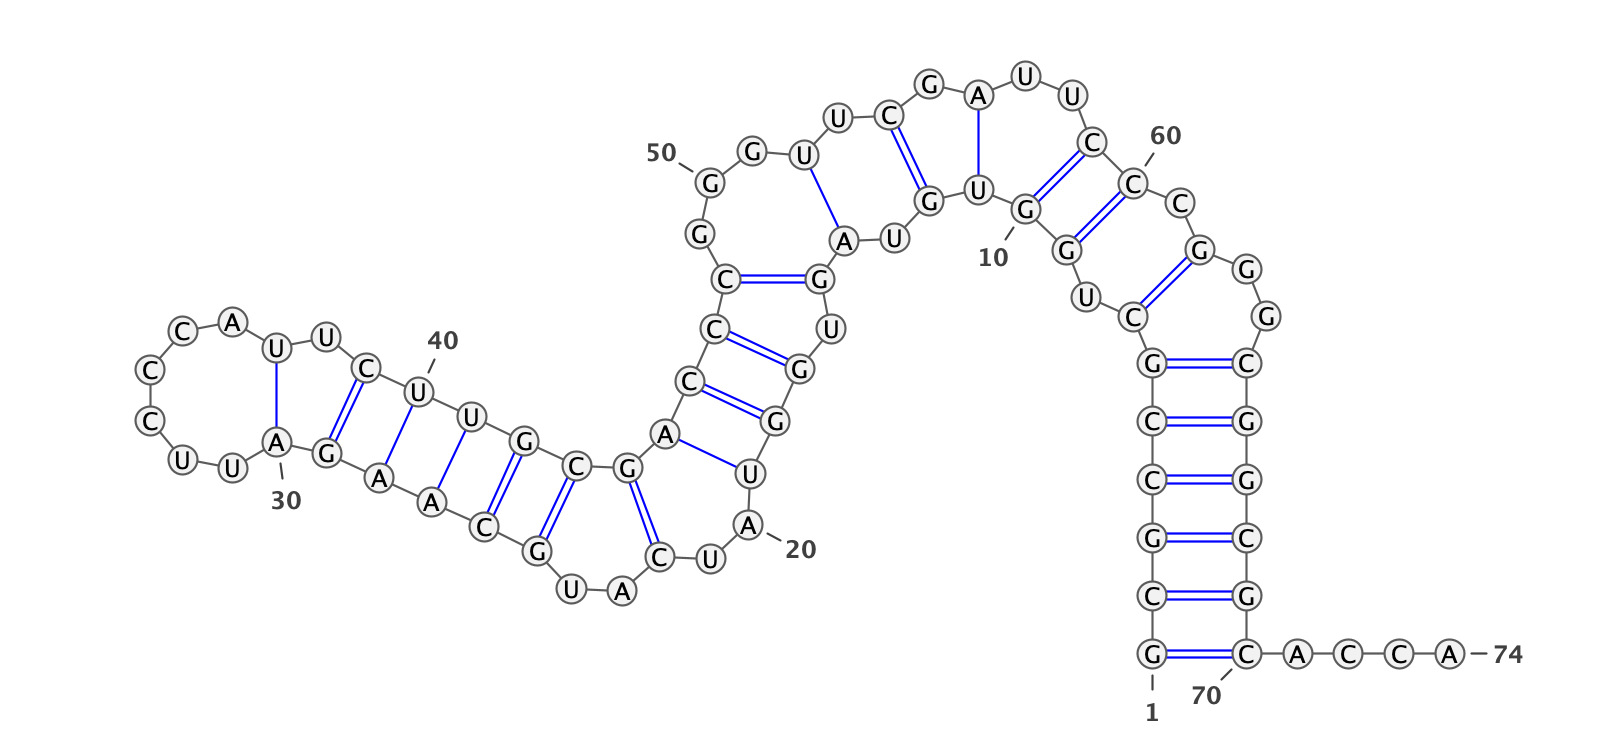 1
G C G C C G C U G G
10
U G U A G U G G U A
20
U C A U G C A A G A
30
U U C C C A U U C U
40
U G C G A C C C G G
50
G U U C G A U U C C
60
C G G G C G G C G C
70
A C C A
74